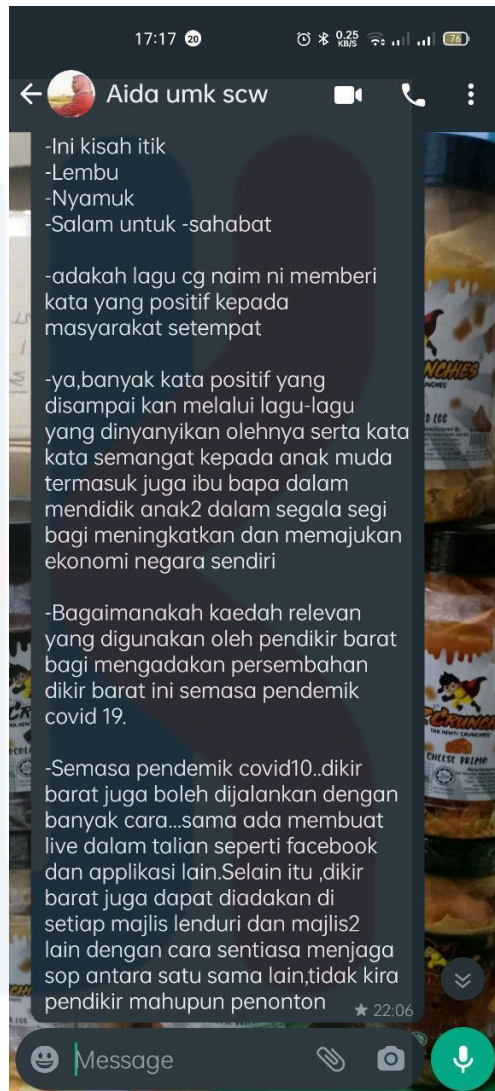 17:17 20 0.25 KB/S 76
Aida umk scw
-Ini kisah itik
-Lembu
-Nyamuk
-Salam untuk -sahabat
-adakah lagu cg naim ni memberi
kata yang positif kepada
masyarakat setempat
-ya,banyak kata positif yang
disampai kan melalui lagu-lagu
yang dinyanyikan olehnya serta kata
kata semangat kepada anak muda
termasuk juga ibu bapa dalam
mendidik anak2 dalam segala segi
bagi meningkatkan dan memajukan
ekonomi negara sendiri
-Bagaimanakah kaedah relevan
yang digunakan oleh pendikir barat
bagi mengadakan persembahan
dikir barat ini semasa pendemik
covid 19.
-Semasa pendemik covid10..dikir
barat juga boleh dijalankan dengan
banyak cara...sama ada membuat
live dalam talian seperti facebook
dan applikasi lain.Selain itu ,dikir
barat juga dapat diadakan di
setiap majlis lenduri dan majlis2
lain dengan cara sentiasa menjaga
sop antara satu sama lain,tidak kira
pendikir mahupun penonton
22:06
Message
CHEESE PRIMO